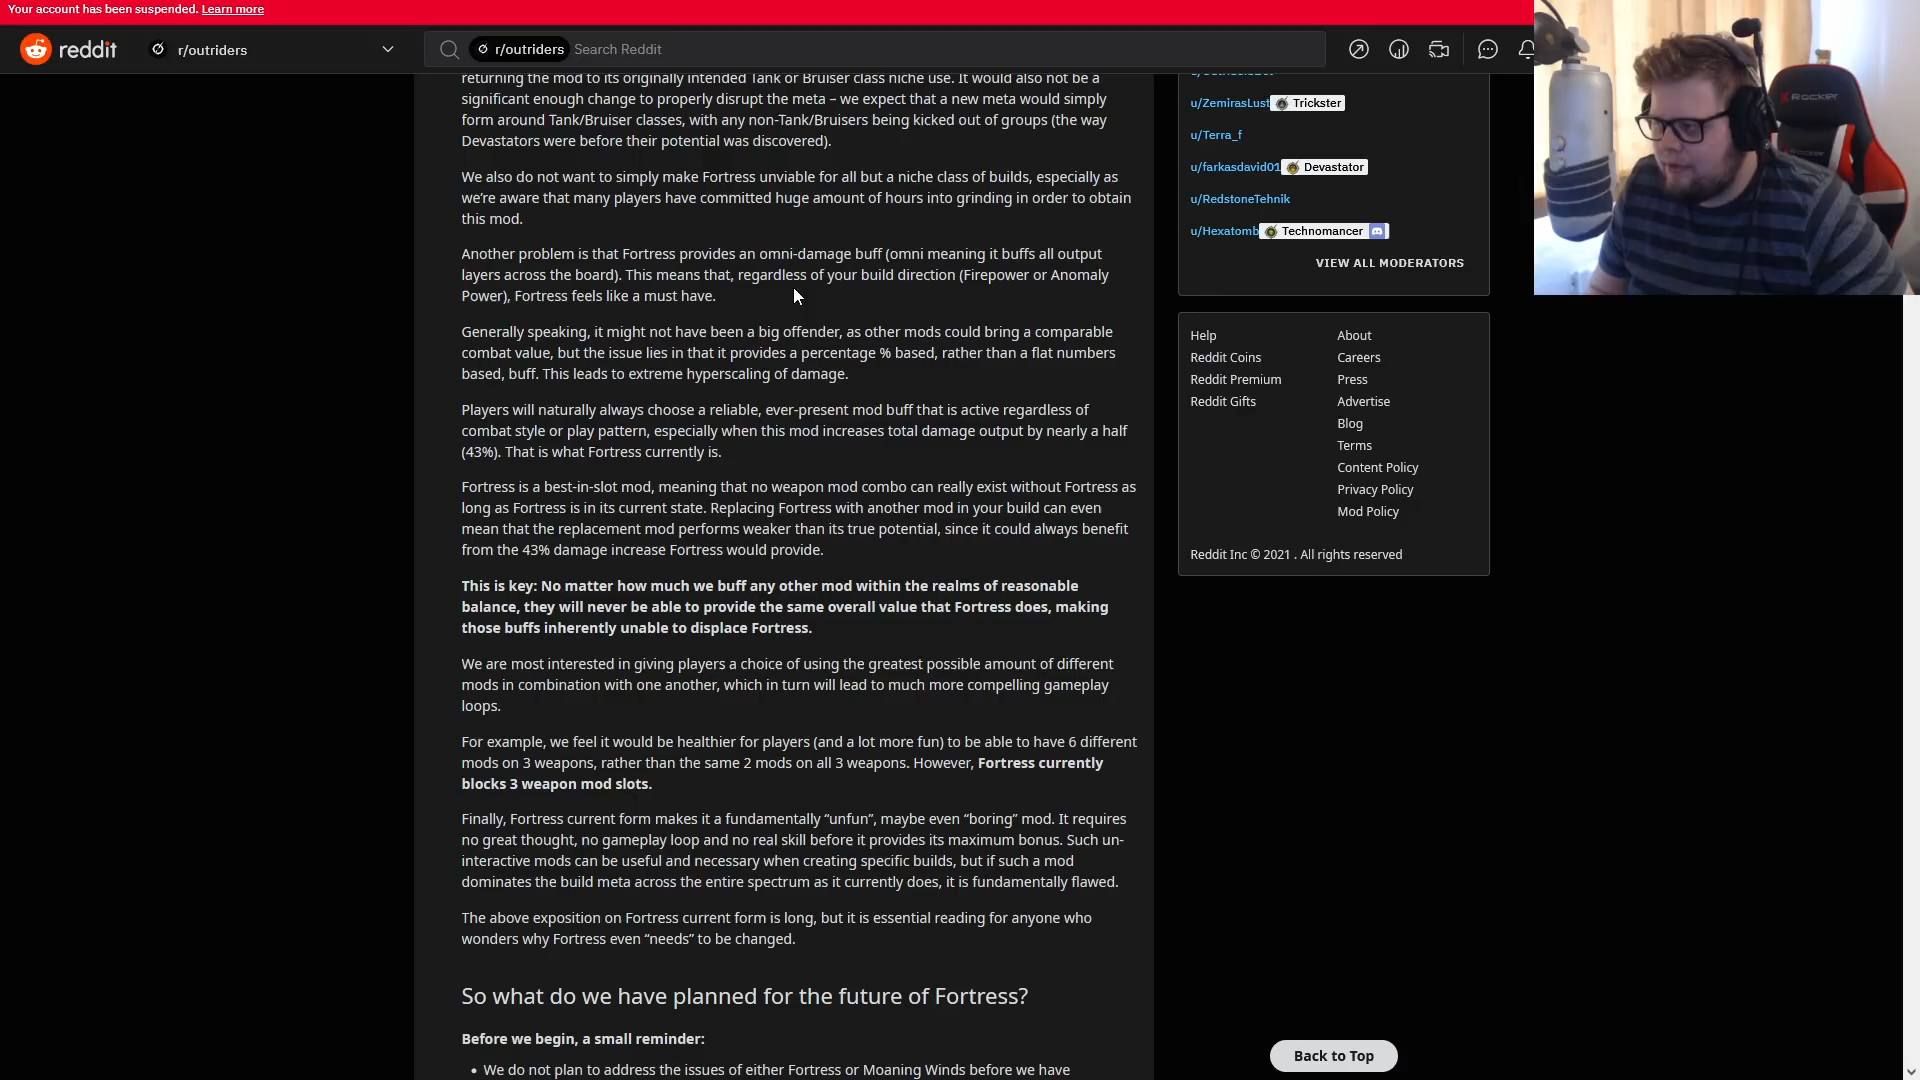 Your account has been suspended. Learn more
reddit
r/outriders
r/outriders Search Reddit
returning the mod to its originally intended Tank or Bruiser class niche use. It would also not be a
significant enough change to properly disrupt the meta – we expect that a new meta would simply
form around Tank/Bruiser classes, with any non-Tank/Bruisers being kicked out of groups (the way
Devastators were before their potential was discovered).
We also do not want to simply make Fortress unviable for all but a niche class of builds, especially as
we’re aware that many players have committed huge amount of hours into grinding in order to obtain
this mod.
Another problem is that Fortress provides an omni-damage buff (omni meaning it buffs all output
layers across the board). This means that, regardless of your build direction (Firepower or Anomaly
Power), Fortress feels like a must have.
Generally speaking, it might not have been a big offender, as other mods could bring a comparable
combat value, but the issue lies in that it provides a percentage % based, rather than a flat numbers
based, buff. This leads to extreme hyperscaling of damage.
Players will naturally always choose a reliable, ever-present mod buff that is active regardless of
combat style or play pattern, especially when this mod increases total damage output by nearly a half
(43%). That is what Fortress currently is.
Fortress is a best-in-slot mod, meaning that no weapon mod combo can really exist without Fortress as
long as Fortress is in its current state. Replacing Fortress with another mod in your build can even
mean that the replacement mod performs weaker than its true potential, since it could always benefit
from the 43% damage increase Fortress would provide.
This is key: No matter how much we buff any other mod within the realms of reasonable
balance, they will never be able to provide the same overall value that Fortress does, making
those buffs inherently unable to displace Fortress.
We are most interested in giving players a choice of using the greatest possible amount of different
mods in combination with one another, which in turn will lead to much more compelling gameplay
loops.
For example, we feel it would be healthier for players (and a lot more fun) to be able to have 6 different
mods on 3 weapons, rather than the same 2 mods on all 3 weapons. However, Fortress currently
blocks 3 weapon mod slots.
Finally, Fortress current form makes it a fundamentally “unfun”, maybe even “boring” mod. It requires
no great thought, no gameplay loop and no real skill before it provides its maximum bonus. Such un-
interactive mods can be useful and necessary when creating specific builds, but if such a mod
dominates the build meta across the entire spectrum as it currently does, it is fundamentally flawed.
The above exposition on Fortress current form is long, but it is essential reading for anyone who
wonders why Fortress even “needs” to be changed.
So what do we have planned for the future of Fortress?
Before we begin, a small reminder:
• We do not plan to address the issues of either Fortress or Moaning Winds before we have
u/ZemirasLust Trickster
u/Terra_f
u/farkasdavid01 Devastator
u/RedstoneTehnik
u/Hexatomb Technomancer
VIEW ALL MODERATORS
Help
Reddit Coins
Reddit Premium
Reddit Gifts
About
Careers
Press
Advertise
Blog
Terms
Content Policy
Privacy Policy
Mod Policy
Reddit Inc © 2021 . All rights reserved
Back to Top